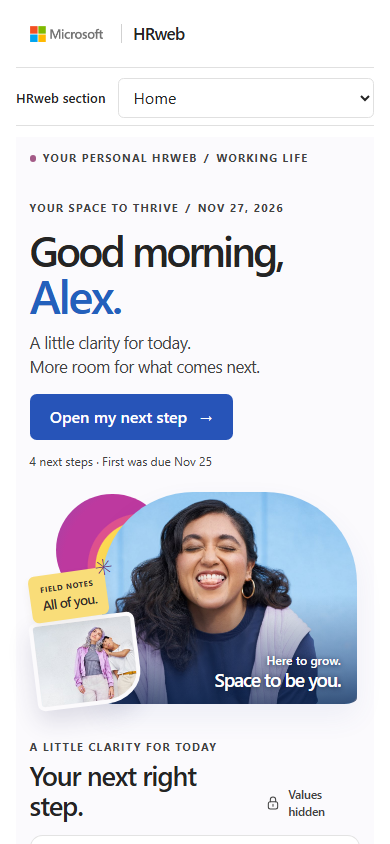 Microsoft
HRweb
HRweb section
Home
YOUR PERSONAL HRWEB / WORKING LIFE
YOUR SPACE TO THRIVE / NOV 27, 2026
Good morning,
Alex.
A little clarity for today.
More room for what comes next.
Open my next step →
4 next steps · First was due Nov 25
FIELD NOTES
All of you.
Here to grow.
Space to be you.
A LITTLE CLARITY FOR TODAY
Your next right
step.
Values
hidden